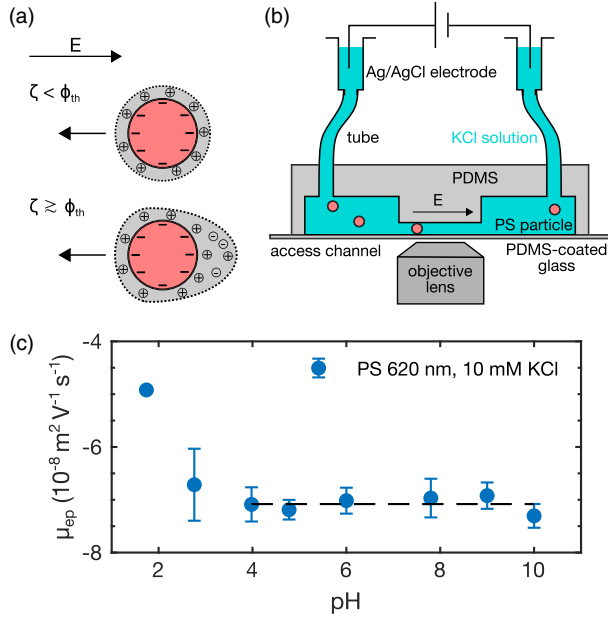 (a)
E
ζ < ϕth
ζ ≳ ϕth
(b)
Ag/AgCl electrode
tube
KCl solution
PDMS
E
PS particle
access channel
PDMS-coated
glass
objective
lens
(c)
PS 620 nm, 10 mM KCl
μep (10-8 m2 V-1 s-1)
-4
-6
-8
2
4
6
8
10
pH